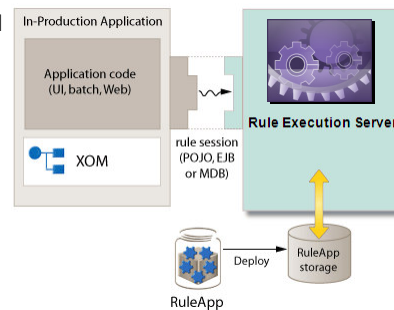 In-Production Application
Application code
(UI, batch, Web)
XOM
rule session
(POJO, EJB
or MDB)
Rule Execution Server
Deploy
RuleApp
storage
RuleApp